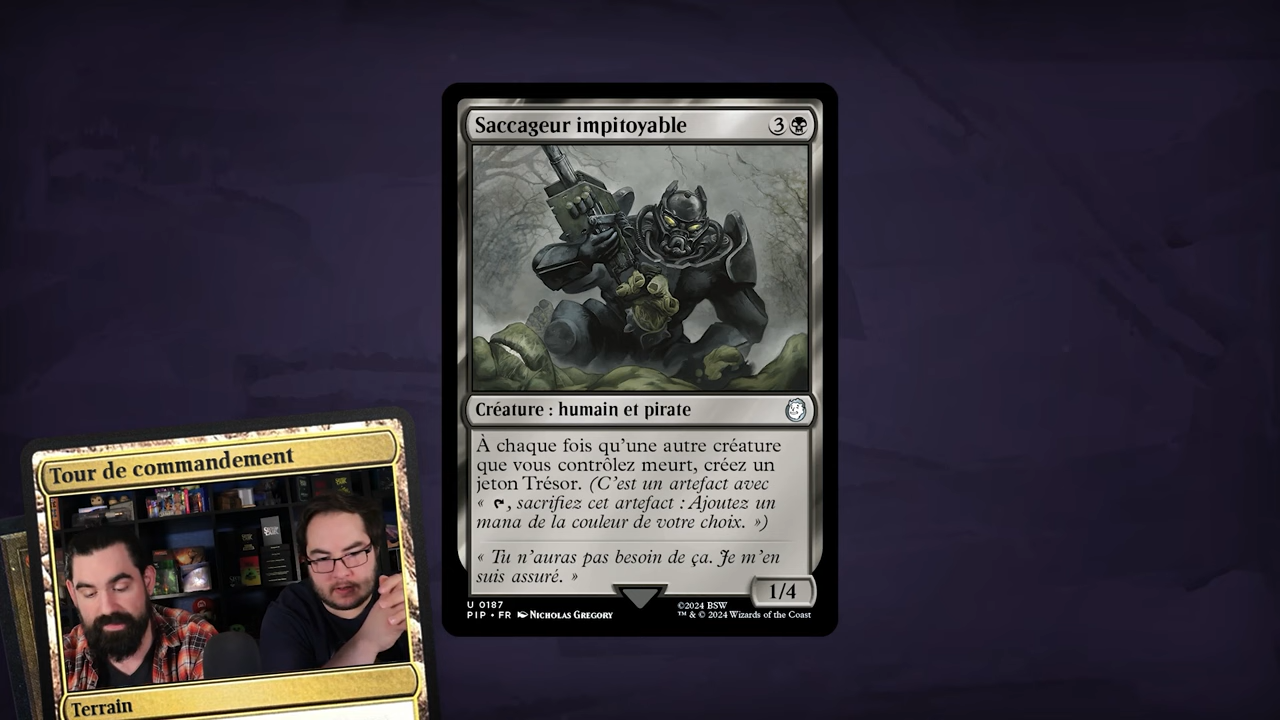 Saccageur impitoyable
3
Créature : humain et pirate
À chaque fois qu'une autre créature
que vous contrôlez meurt, créez un
jeton Trésor. (C'est un artefact avec
« , sacrifiez cet artefact : Ajoutez un
mana de la couleur de votre choix. »)
« Tu n'auras pas besoin de ça. Je m'en
suis assuré. »
1/4
U 0187
PIP • FR Nicholas Gregory
©2024 BSW
™ & © 2024 Wizards of the Coast
Tour de commandement
Terrain